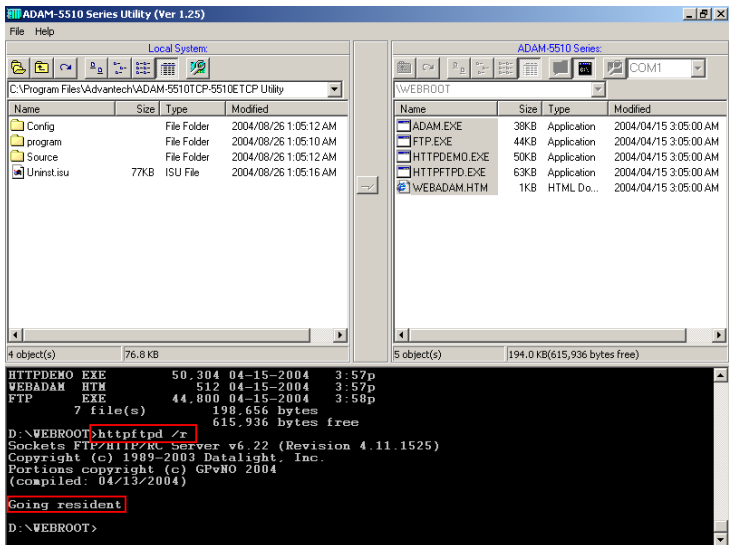 ADAM-5510 Series Utility (Ver 1.25)
File Help
Local System:
C:\Program Files\Advantech\ADAM-5510TCP-5510ETCP Utility
Name Size Type Modified
Config File Folder 2004/08/26 1:05:12 AM
program File Folder 2004/08/26 1:05:10 AM
Source File Folder 2004/08/26 1:05:12 AM
Uninst.isu 77KB ISU File 2004/08/26 1:05:16 AM
4 object(s) 76.8 KB
ADAM-5510 Series:
COM1
\WEBROOT
Name Size Type Modified
ADAM.EXE 38KB Application 2004/04/15 3:05:00 AM
FTP.EXE 44KB Application 2004/04/15 3:05:00 AM
HTTPDEMO.EXE 50KB Application 2004/04/15 3:05:00 AM
HTTPFTPD.EXE 63KB Application 2004/04/15 3:05:00 AM
WEBADAM.HTM 1KB HTML Do... 2004/04/15 3:05:00 AM
5 object(s) 194.0 KB(615,936 bytes free)
HTTPDEMO EXE 50,304 04-15-2004 3:57p
WEBADAM HTM 512 04-15-2004 3:57p
FTP EXE 44,800 04-15-2004 3:58p
7 file(s) 198,656 bytes
615,936 bytes free
D:\WEBROOT>httpftpd /r
Sockets FTP/HTTP/RC Server v6.22 (Revision 4.11.1525)
Copyright (c) 1989-2003 Datalight, Inc.
Portions copyright (c) GPvNO 2004
(compiled: 04/13/2004)
Going resident
D:\WEBROOT>